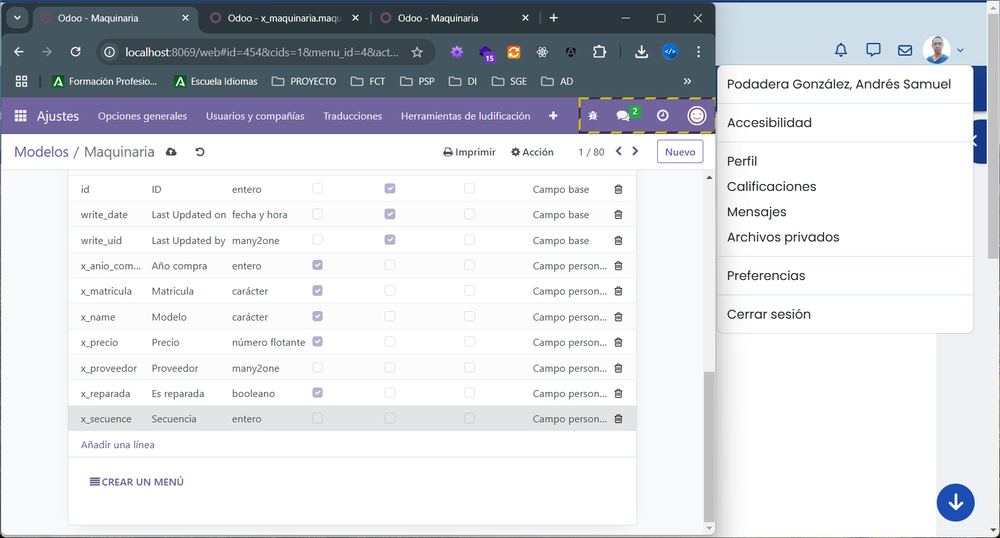 Odoo - Maquinaria
Odoo - x_maquinaria.maqu
Odoo - Maquinaria
localhost:8069/web#id=454&cids=1&menu_id=4&act...
15
Formación Profesio...
Escuela Idiomas
PROYECTO
FCT
PSP
DI
SGE
AD
Ajustes
Opciones generales
Usuarios y compañías
Traducciones
Herramientas de ludificación
2
Modelos / Maquinaria
Imprimir
Acción
1 / 80
Nuevo
id ID entero Campo base
write_date Last Updated on fecha y hora Campo base
write_uid Last Updated by many2one Campo base
x_anio_com... Año compra entero Campo person...
x_matricula Matricula carácter Campo person...
x_name Modelo carácter Campo person...
x_precio Precio número flotante Campo person...
x_proveedor Proveedor many2one Campo person...
x_reparada Es reparada booleano Campo person...
x_secuence Secuencia entero Campo person...
Añadir una línea
CREAR UN MENÚ
Podadera González, Andrés Samuel
Accesibilidad
Perfil
Calificaciones
Mensajes
Archivos privados
Preferencias
Cerrar sesión